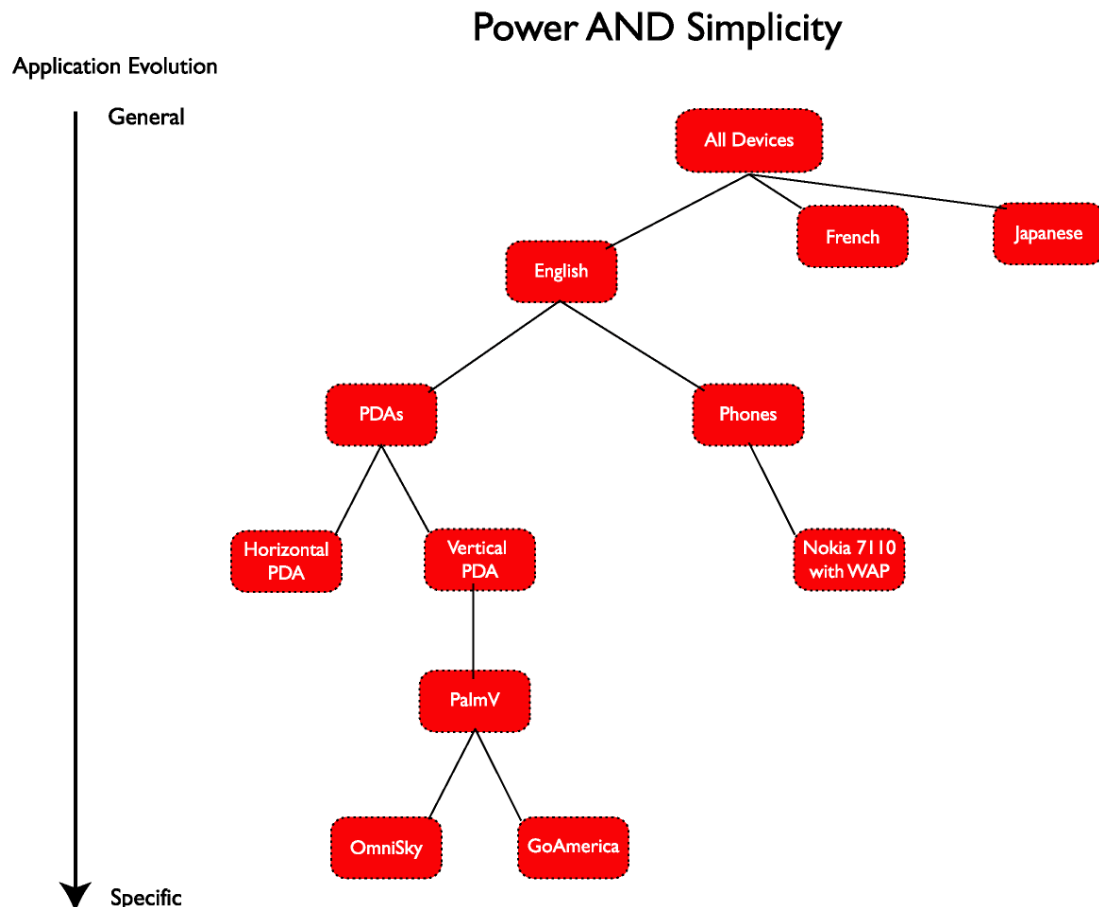 Power AND Simplicity
Application Evolution
General
All Devices
French
Japanese
English
PDAs
Phones
Horizontal
PDA
Vertical
PDA
Nokia 7110
with WAP
PalmV
OmniSky
GoAmerica
Specific